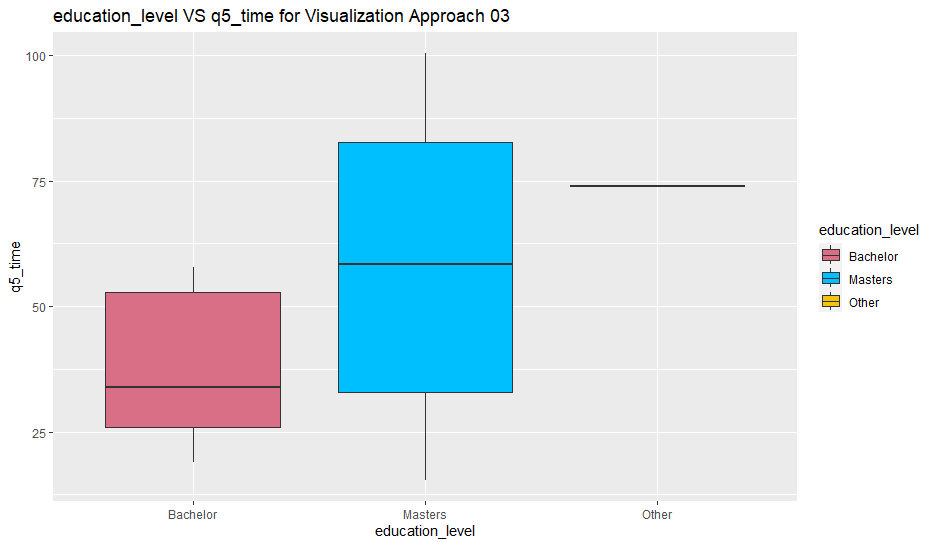 education_level VS q5_time for Visualization Approach 03
100
75
50
25
q5_time
Bachelor
Masters
Other
education_level
education_level
Bachelor
Masters
Other